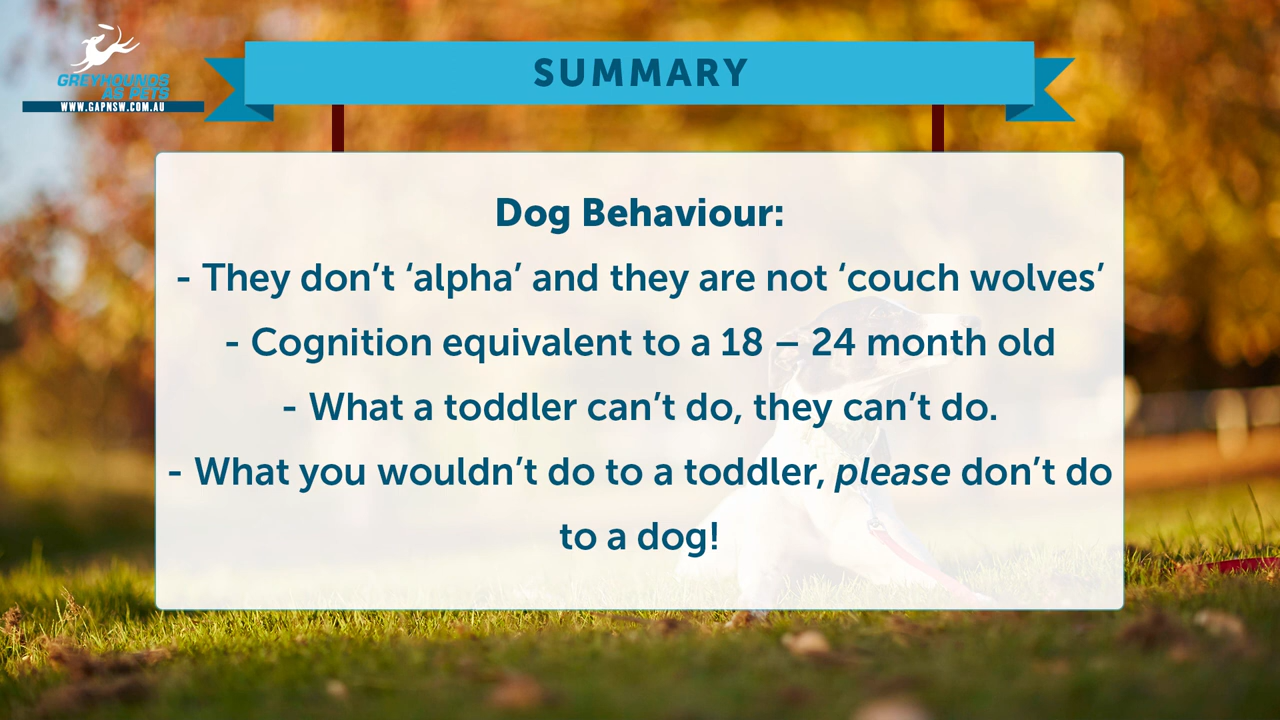 GREYHOUNDS
AS PETS
WWW.GAPNSW.COM.AU
SUMMARY
Dog Behaviour:
- They don’t ‘alpha’ and they are not ‘couch wolves’
- Cognition equivalent to a 18 – 24 month old
- What a toddler can’t do, they can’t do.
- What you wouldn’t do to a toddler, please don’t do
to a dog!